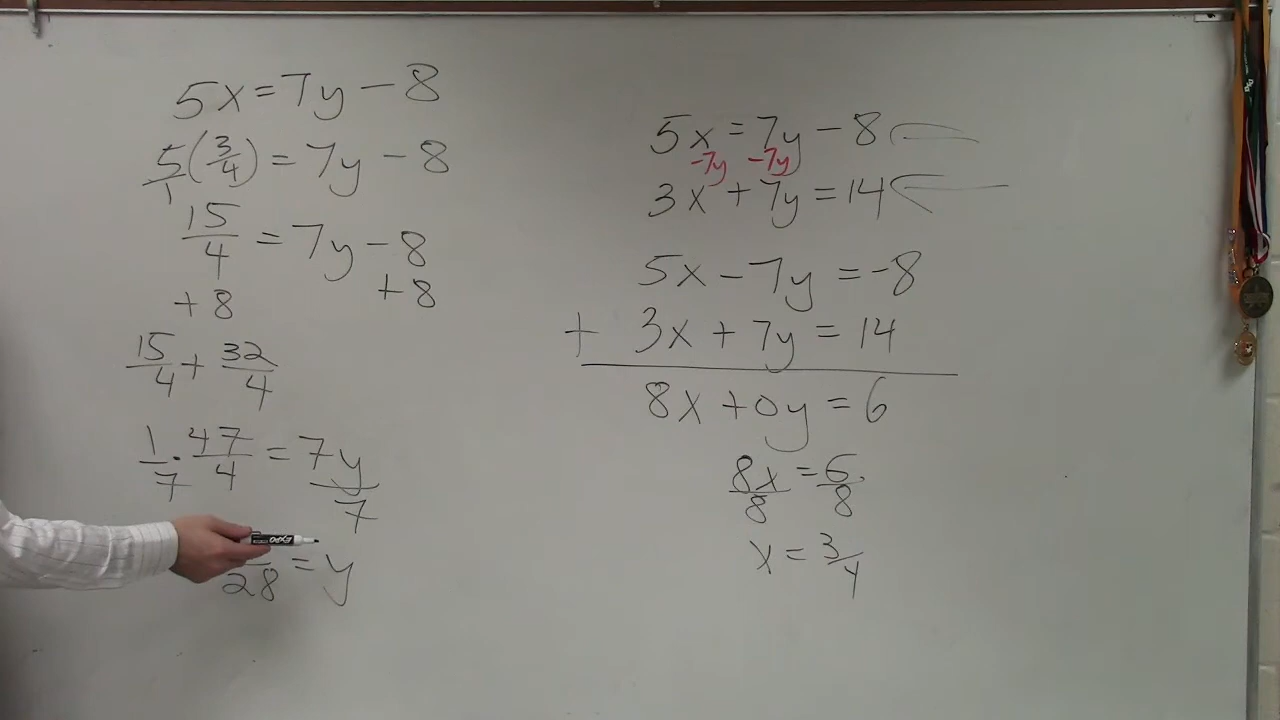 5x = 7y - 8
5/1 (3/4) = 7y - 8
15/4 = 7y - 8
+ 8 + 8
15/4 + 32/4
1/7 · 47/4 = 7y/7
28 = y
EXPO
5x = 7y - 8
-7y -7y
3x + 7y = 14
5x - 7y = -8
+ 3x + 7y = 14
8x + 0y = 6
8x/8 = 6/8
x = 3/4